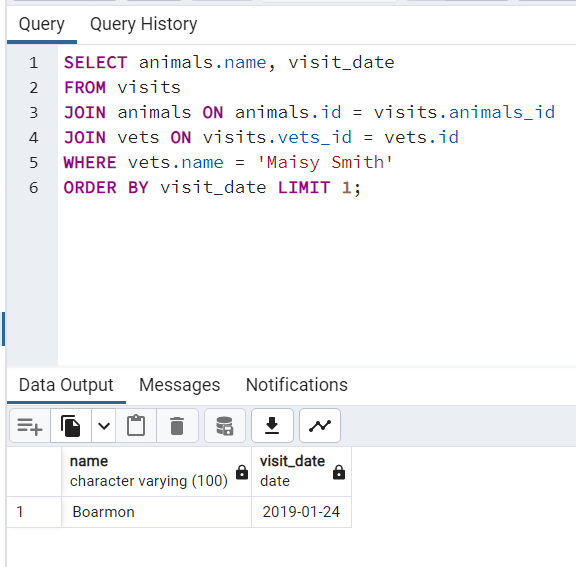 Query Query History
1 SELECT animals.name, visit_date
2 FROM visits
3 JOIN animals ON animals.id = visits.animals_id
4 JOIN vets ON visits.vets_id = vets.id
5 WHERE vets.name = 'Maisy Smith'
6 ORDER BY visit_date LIMIT 1;
Data Output Messages Notifications
name visit_date
character varying (100) date
1 Boarmon 2019-01-24